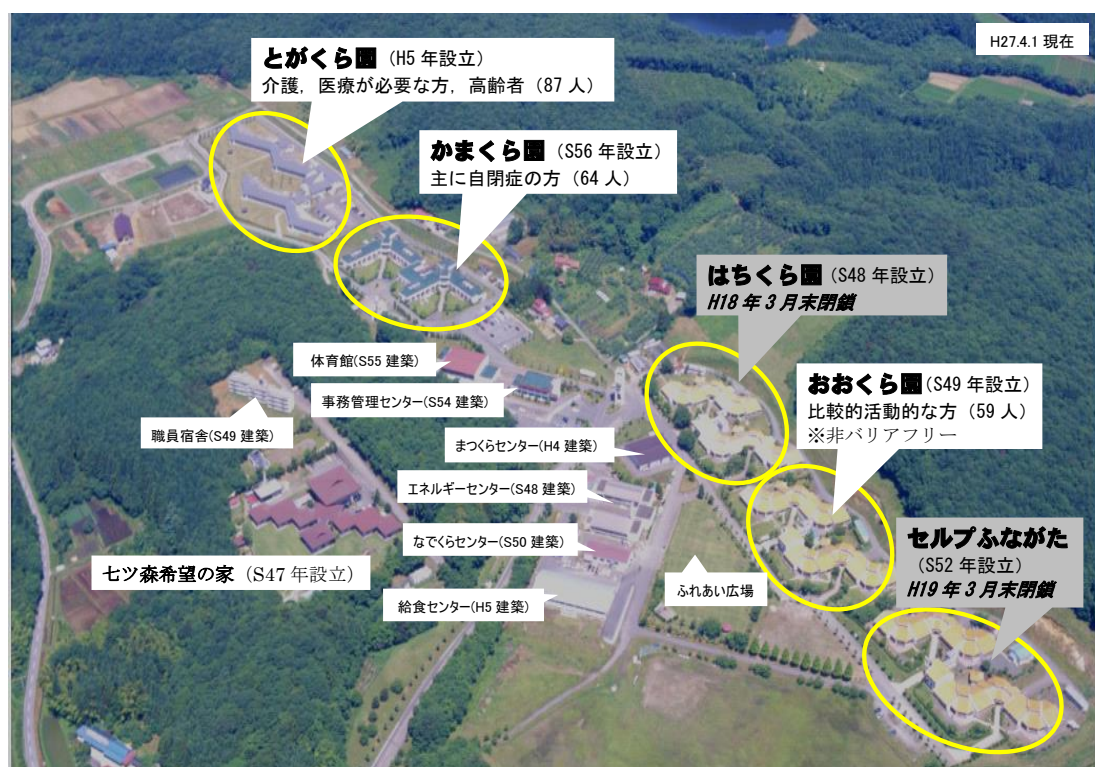 H27.4.1 現在
とがくら園（H5 年設立）
介護，医療が必要な方，高齢者（87 人）
かまくら園（S56 年設立）
主に自閉症の方（64 人）
はちくら園（S48 年設立）
H18 年 3 月末閉鎖
おおくら園（S49 年設立）
比較的活動的な方（59 人）
※非バリアフリー
体育館(S55 建築)
事務管理センター(S54 建築)
職員宿舎(S49 建築)
まつくらセンター(H4 建築)
エネルギーセンター(S48 建築)
なでくらセンター(S50 建築)
セルプふながた
（S52 年設立）
H19 年 3 月末閉鎖
七ツ森希望の家（S47 年設立）
ふれあい広場
給食センター(H5 建築)